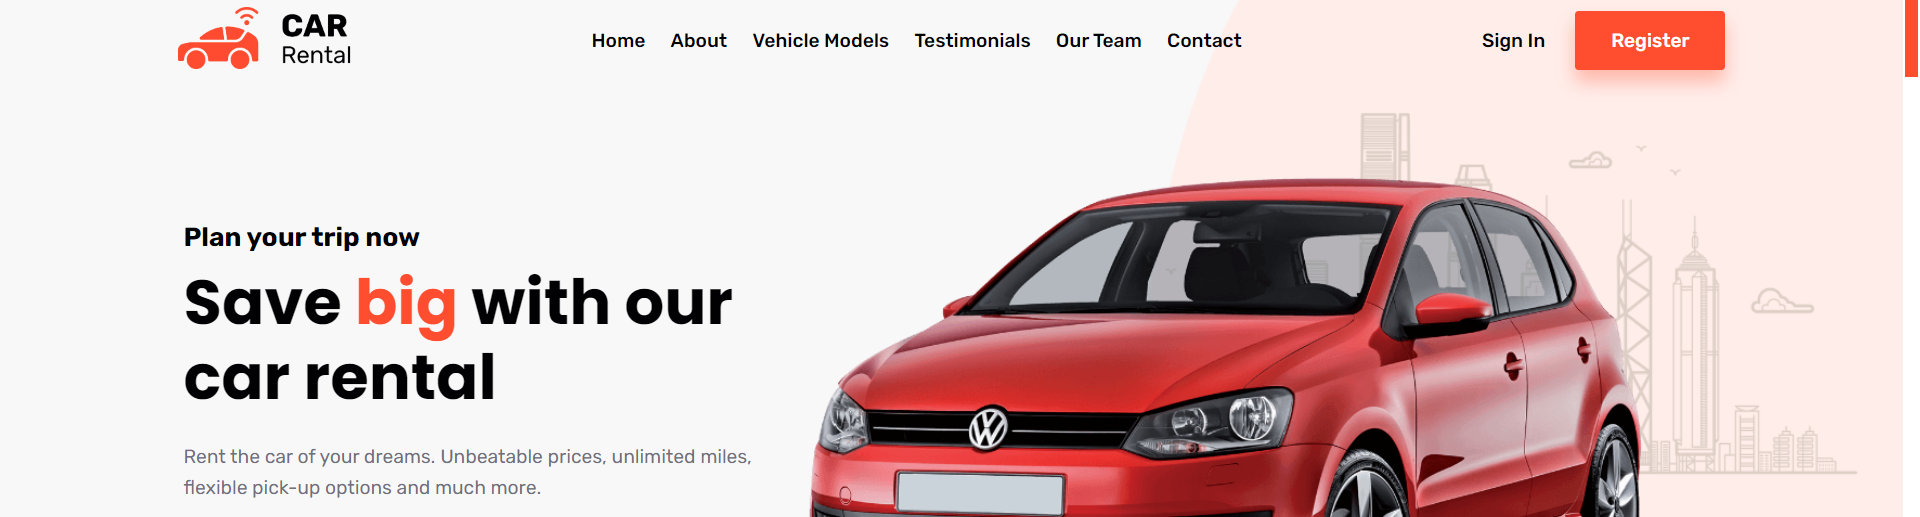 CAR
Rental
Home About Vehicle Models Testimonials Our Team Contact
Sign In Register
Plan your trip now
Save big with our
car rental
Rent the car of your dreams. Unbeatable prices, unlimited miles,
flexible pick-up options and much more.
VW